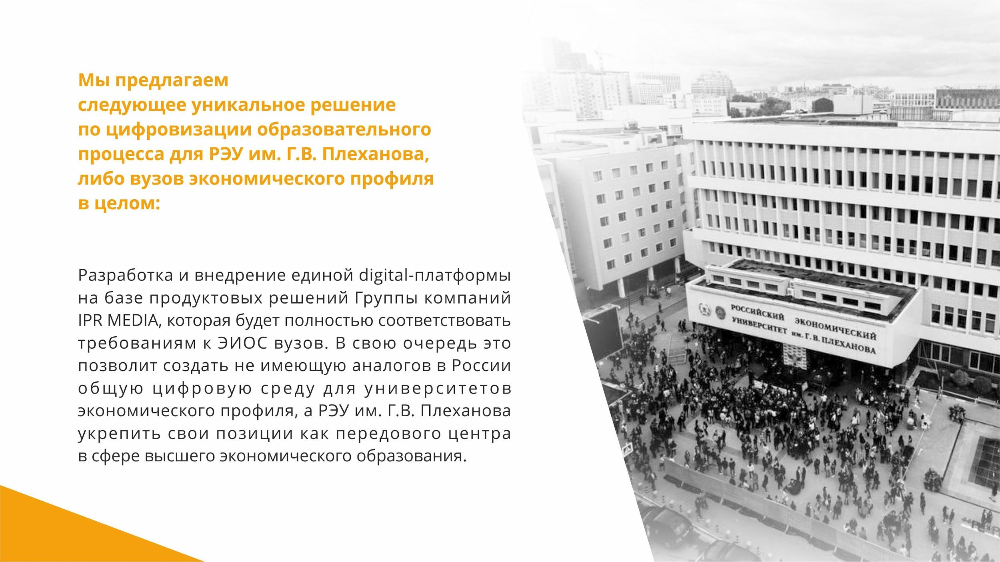 Мы предлагаем
следующее уникальное решение
по цифровизации образовательного
процесса для РЭУ им. Г.В. Плеханова,
либо вузов экономического профиля
в целом:
Разработка и внедрение единой digital-платформы
на базе продуктовых решений Группы компаний
IPR MEDIA, которая будет полностью соответствовать
требованиям к ЭИОС вузов. В свою очередь это
позволит создать не имеющую аналогов в России
общую цифровую среду для университетов
экономического профиля, а РЭУ им. Г.В. Плеханова
укрепить свои позиции как передового центра
в сфере высшего экономического образования.
РОССИЙСКИЙ ЭКОНОМИЧЕСКИЙ
УНИВЕРСИТЕТ им. Г. В. ПЛЕХАНОВА